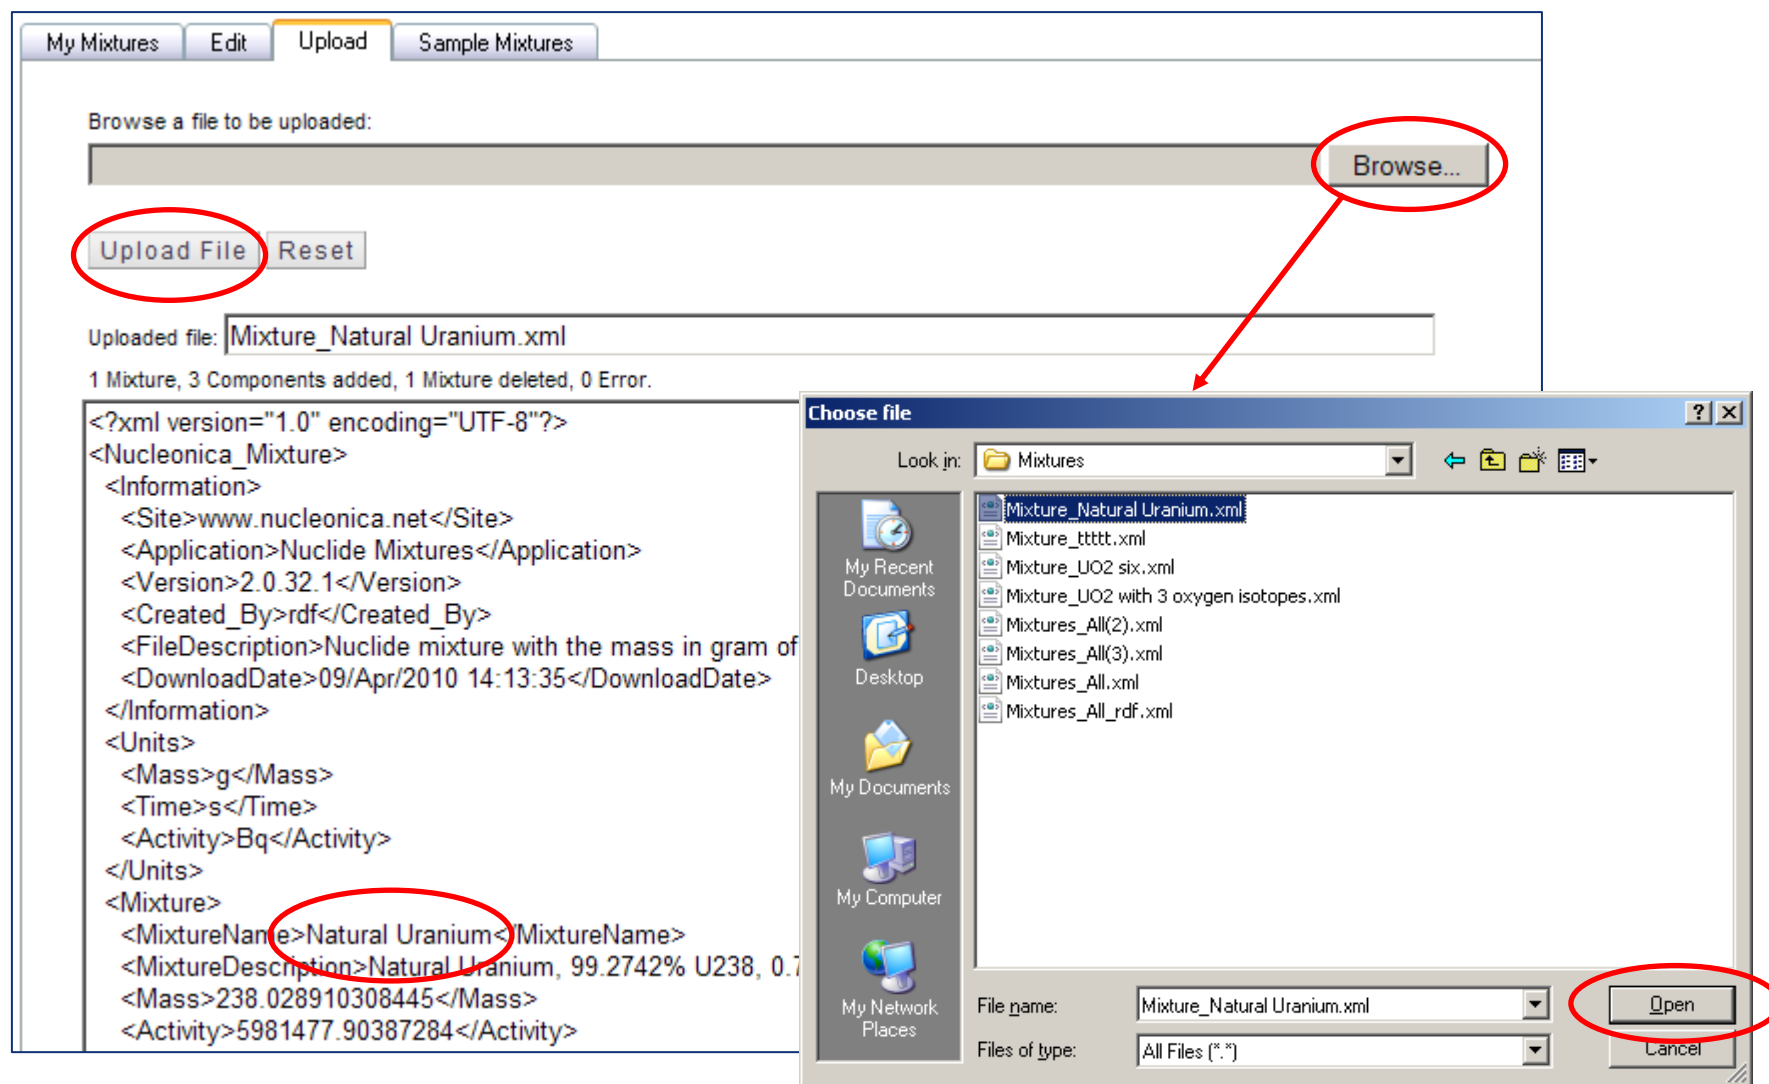 My Mixtures Edit Upload Sample Mixtures
Browse a file to be uploaded:
Browse...
Upload File Reset
Uploaded file: Mixture_Natural Uranium.xml
1 Mixture, 3 Components added, 1 Mixture deleted, 0 Error.
<?xml version="1.0" encoding="UTF-8"?>
<Nucleonica_Mixture>
<Information>
<Site>www.nucleonica.net</Site>
<Application>Nuclide Mixtures</Application>
<Version>2.0.32.1</Version>
<Created_By>rdf</Created_By>
<FileDescription>Nuclide mixture with the mass in gram of
<DownloadDate>09/Apr/2010 14:13:35</DownloadDate>
</Information>
<Units>
<Mass>g</Mass>
<Time>s</Time>
<Activity>Bq</Activity>
</Units>
<Mixture>
<MixtureName>Natural Uranium</MixtureName>
<MixtureDescription>Natural Uranium, 99.2742% U238, 0.7
<Mass>238.028910308445</Mass>
<Activity>5981477.90387284</Activity>
Choose file
Look in: Mixtures
My Recent
Documents
Desktop
My Documents
My Computer
My Network
Places
Mixture_Natural Uranium.xml
Mixture_ttttt.xml
Mixture_UO2 six.xml
Mixture_UO2 with 3 oxygen isotopes.xml
Mixtures_All(2).xml
Mixtures_All(3).xml
Mixtures_All.xml
Mixtures_All_rdf.xml
File name: Mixture_Natural Uranium.xml Open
Files of type: All Files (*.*) Cancel